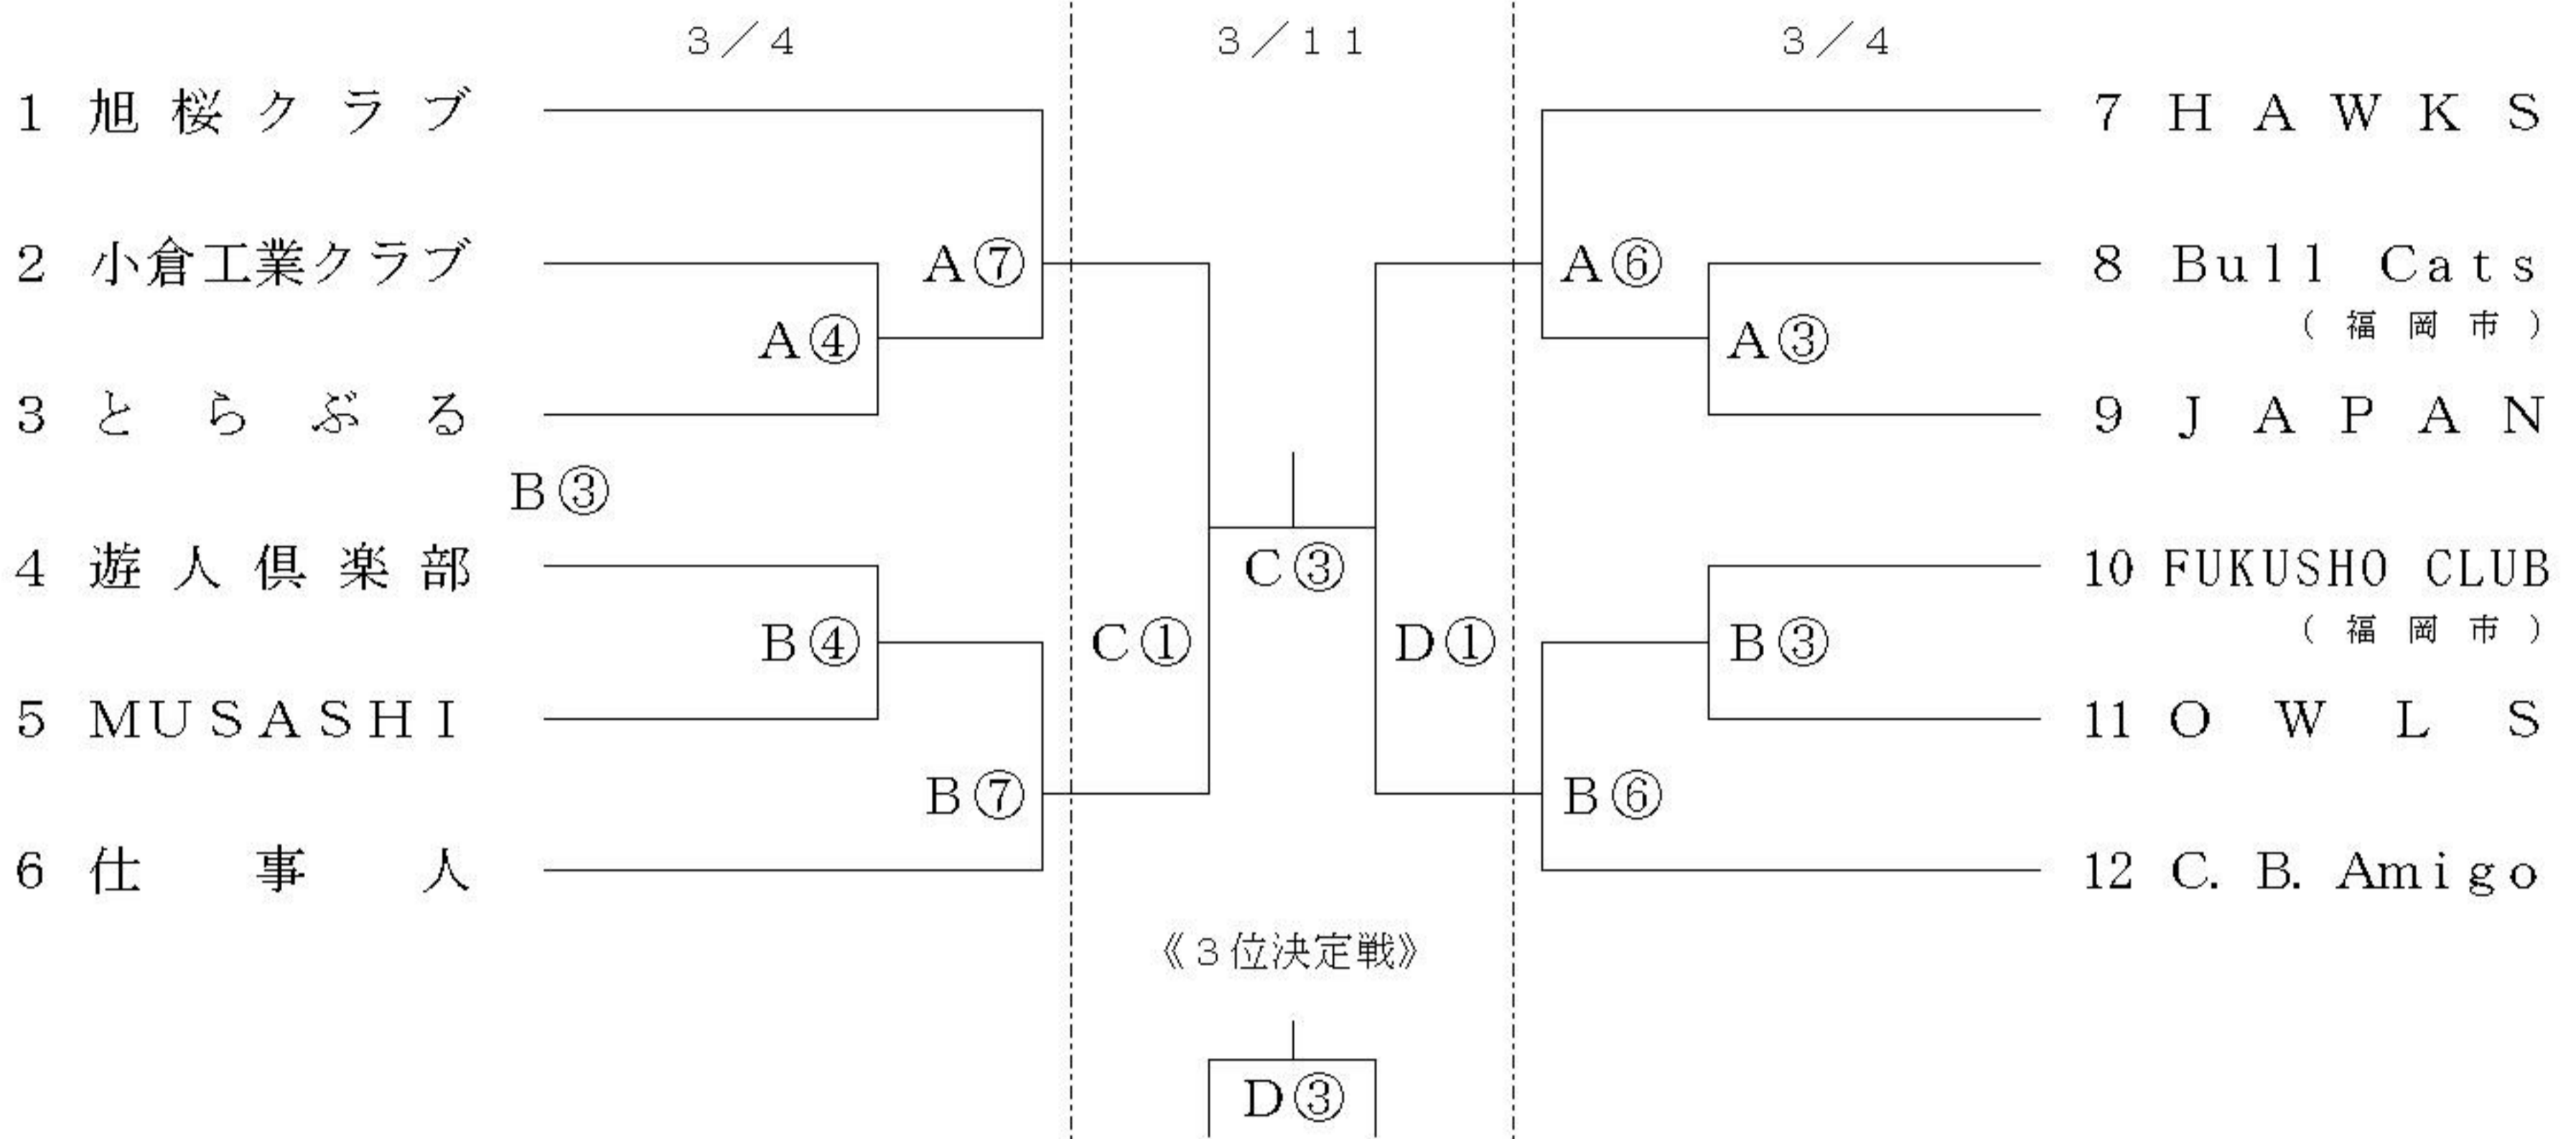 3／4 3／11 3／4
1 旭桜クラブ 7 HAWKS
2 小倉工業クラブ A⑦ A⑥ 8 Bull Cats
（福岡市）
A④ A③
3 とらぶる 9 JAPAN
B③
4 遊人倶楽部 C③ 10 FUKUSHO CLUB
（福岡市）
B④ C① D① B③
5 MUSASHI 11 OWLS
B⑦ B⑥
6 仕事人 12 C. B. Amigo
《3位決定戦》
D③